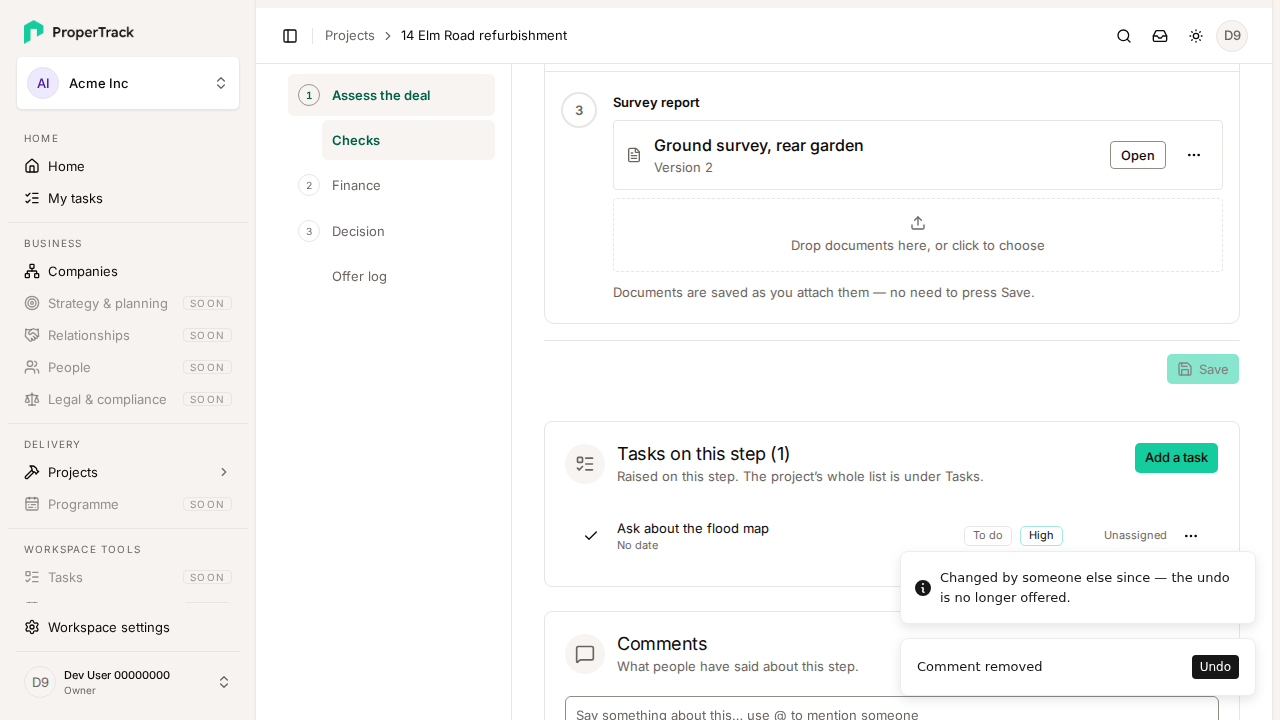 ProperTrack
AI
Acme Inc
HOME
Home
My tasks
BUSINESS
Companies
Strategy & planning SOON
Relationships SOON
People SOON
Legal & compliance SOON
DELIVERY
Projects
Programme SOON
WORKSPACE TOOLS
Tasks SOON
Workspace settings
D9
Dev User 00000000
Owner
Projects
14 Elm Road refurbishment
D9
1 Assess the deal
Checks
2 Finance
3 Decision
Offer log
3
Survey report
Ground survey, rear garden
Version 2
Open
Drop documents here, or click to choose
Documents are saved as you attach them — no need to press Save.
Save
Tasks on this step (1)
Raised on this step. The project’s whole list is under Tasks.
Add a task
Ask about the flood map
No date
To do
High
Unassigned
Changed by someone else since — the undo
is no longer offered.
Comments
What people have said about this step.
Comment removed
Undo
Say something about this… use @ to mention someone